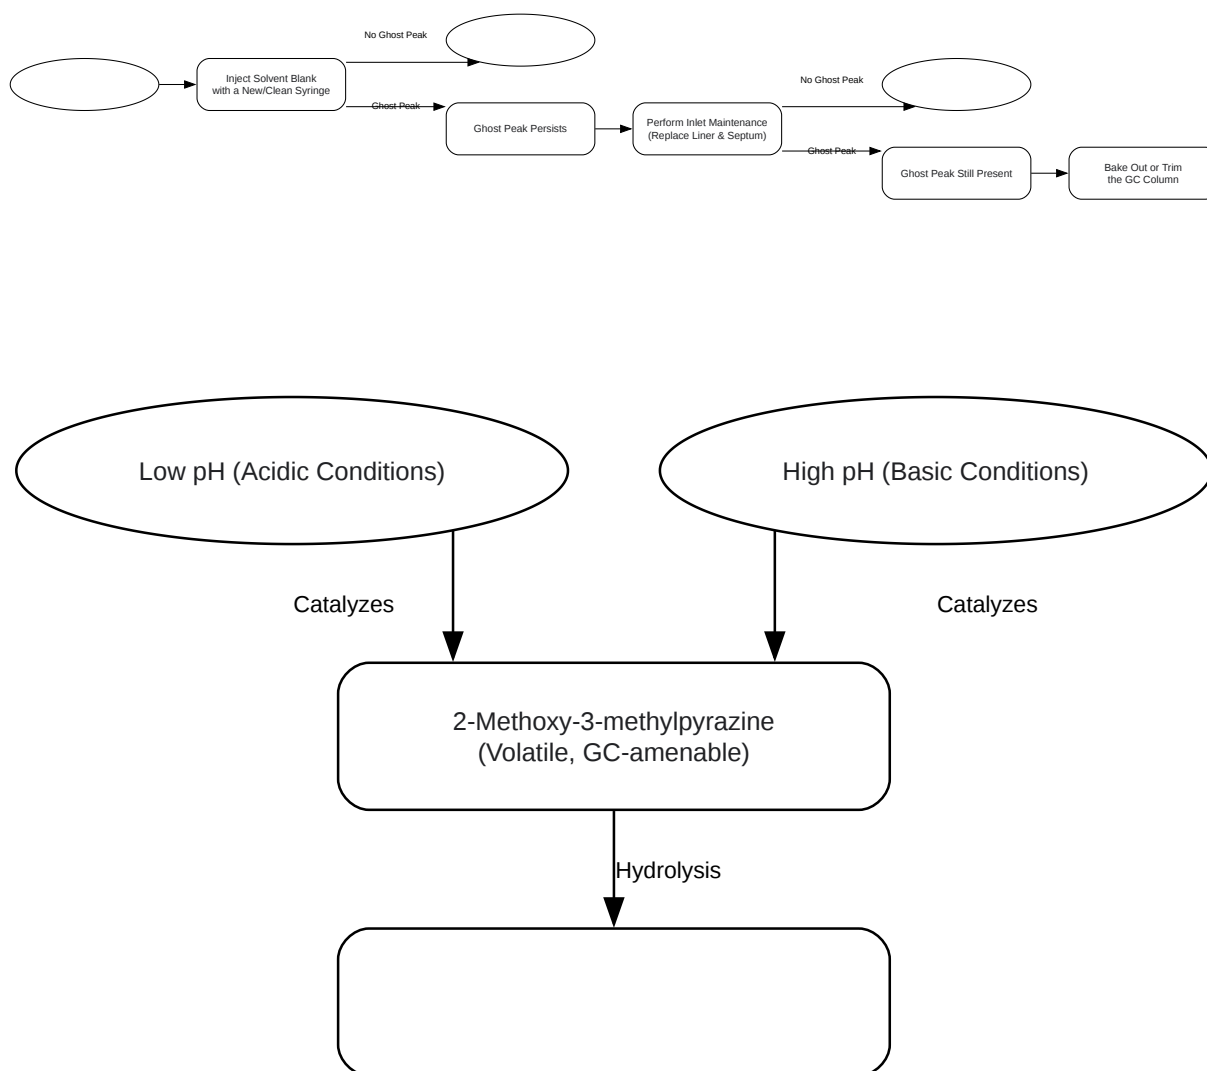 No Ghost Peak
Inject Solvent Blank
with a New/Clean Syringe
Ghost Peak
Ghost Peak Persists
No Ghost Peak
Perform Inlet Maintenance
(Replace Liner & Septum)
Ghost Peak
Ghost Peak Still Present
Bake Out or Trim
the GC Column
Low pH (Acidic Conditions)
High pH (Basic Conditions)
Catalyzes
Catalyzes
2-Methoxy-3-methylpyrazine
(Volatile, GC-amenable)
Hydrolysis